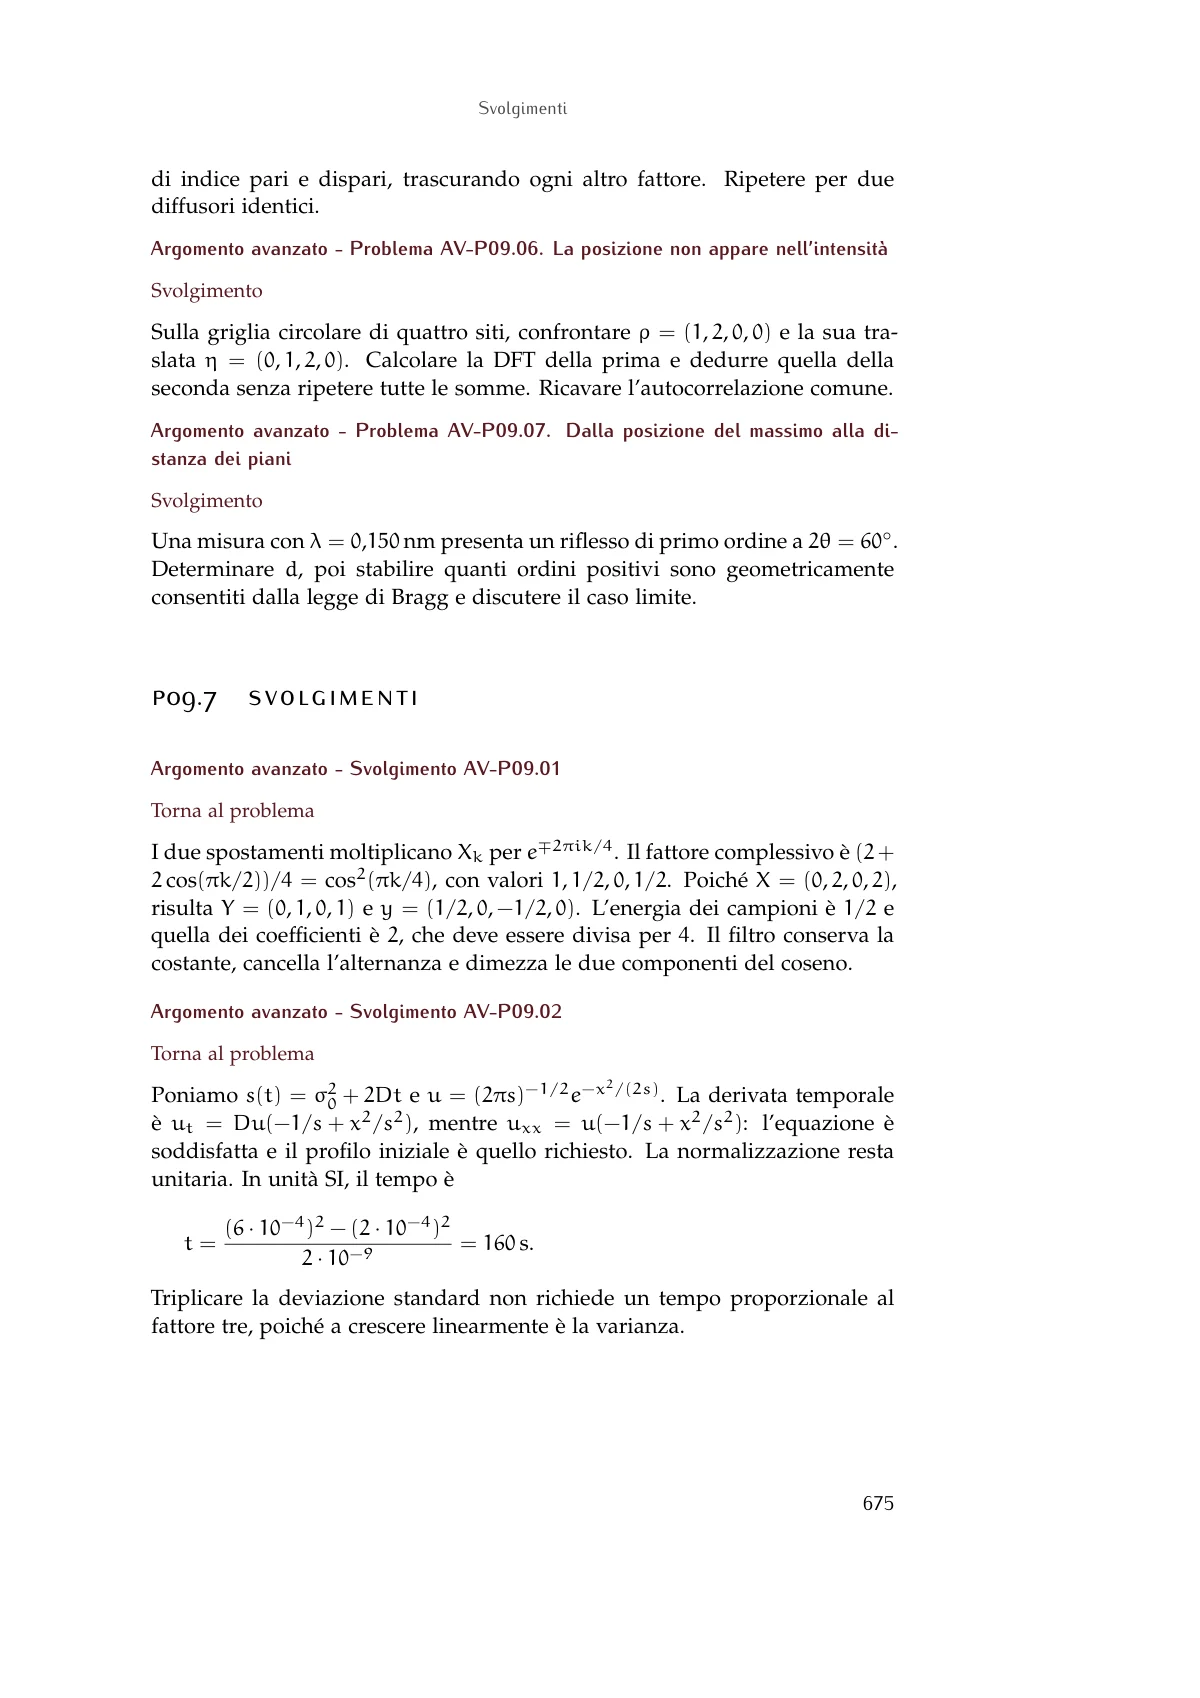 Svolgimenti
di indice pari e dispari, trascurando ogni altro fattore. Ripetere per due
diffusori identici.
Argomento avanzato – Problema AV-P09.06. La posizione non appare nell'intensità
Svolgimento
Sulla griglia circolare di quattro siti, confrontare ρ = (1, 2, 0, 0) e la sua tra-
slata η = (0, 1, 2, 0). Calcolare la DFT della prima e dedurre quella della
seconda senza ripetere tutte le somme. Ricavare l'autocorrelazione comune.
Argomento avanzato – Problema AV-P09.07. Dalla posizione del massimo alla di-
stanza dei piani
Svolgimento
Una misura con λ = 0,150 nm presenta un riflesso di primo ordine a 2θ = 60°.
Determinare d, poi stabilire quanti ordini positivi sono geometricamente
consentiti dalla legge di Bragg e discutere il caso limite.
P09.7 SVOLGIMENTI
Argomento avanzato – Svolgimento AV-P09.01
Torna al problema
I due spostamenti moltiplicano X_k per e^{∓2πik/4}. Il fattore complessivo è (2 +
2 cos(πk/2))/4 = cos²(πk/4), con valori 1, 1/2, 0, 1/2. Poiché X = (0, 2, 0, 2),
risulta Y = (0, 1, 0, 1) e y = (1/2, 0, −1/2, 0). L'energia dei campioni è 1/2 e
quella dei coefficienti è 2, che deve essere divisa per 4. Il filtro conserva la
costante, cancella l'alternanza e dimezza le due componenti del coseno.
Argomento avanzato – Svolgimento AV-P09.02
Torna al problema
Poniamo s(t) = σ_0^2 + 2Dt e u = (2πs)^{−1/2} e^{−x²/(2s)}. La derivata temporale
è u_t = Du(−1/s + x²/s²), mentre u_xx = u(−1/s + x²/s²): l'equazione è
soddisfatta e il profilo iniziale è quello richiesto. La normalizzazione resta
unitaria. In unità SI, il tempo è
t = \frac{(6 · 10^{−4})² − (2 · 10^{−4})²}{2 · 10^{−9}} = 160 s.
Triplicare la deviazione standard non richiede un tempo proporzionale al
fattore tre, poiché a crescere linearmente è la varianza.
675